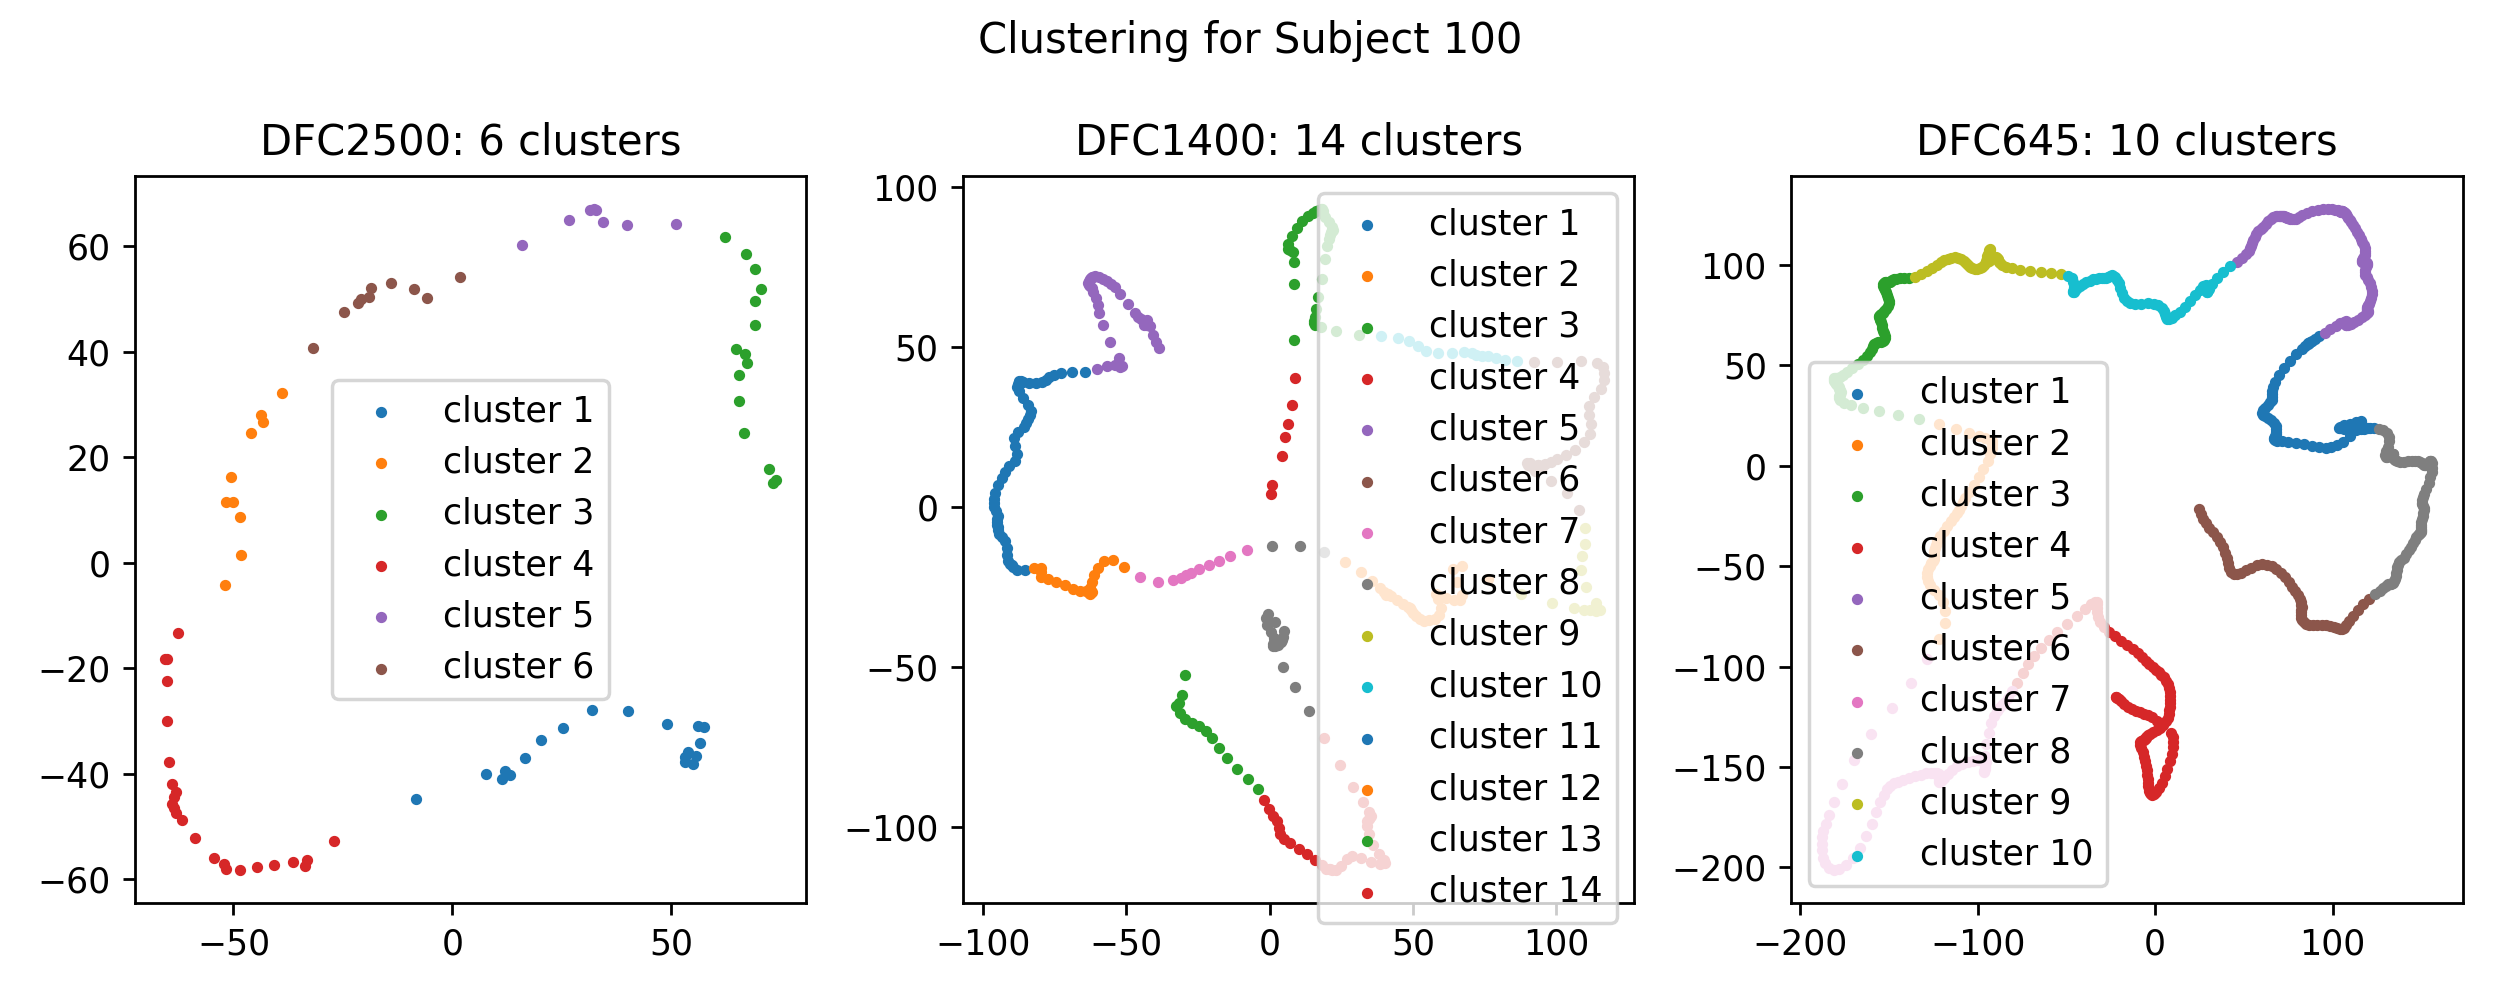 Clustering for Subject 100
DFC2500: 6 clusters
60
40
20
0
−20
−40
−60
−50
0
50
cluster 1
cluster 2
cluster 3
cluster 4
cluster 5
cluster 6
DFC1400: 14 clusters
100
50
0
−50
−100
−100
−50
0
50
100
cluster 1
cluster 2
cluster 3
cluster 4
cluster 5
cluster 6
cluster 7
cluster 8
cluster 9
cluster 10
cluster 11
cluster 12
cluster 13
cluster 14
DFC645: 10 clusters
100
50
0
−50
−100
−150
−200
−200
−100
0
100
cluster 1
cluster 2
cluster 3
cluster 4
cluster 5
cluster 6
cluster 7
cluster 8
cluster 9
cluster 10